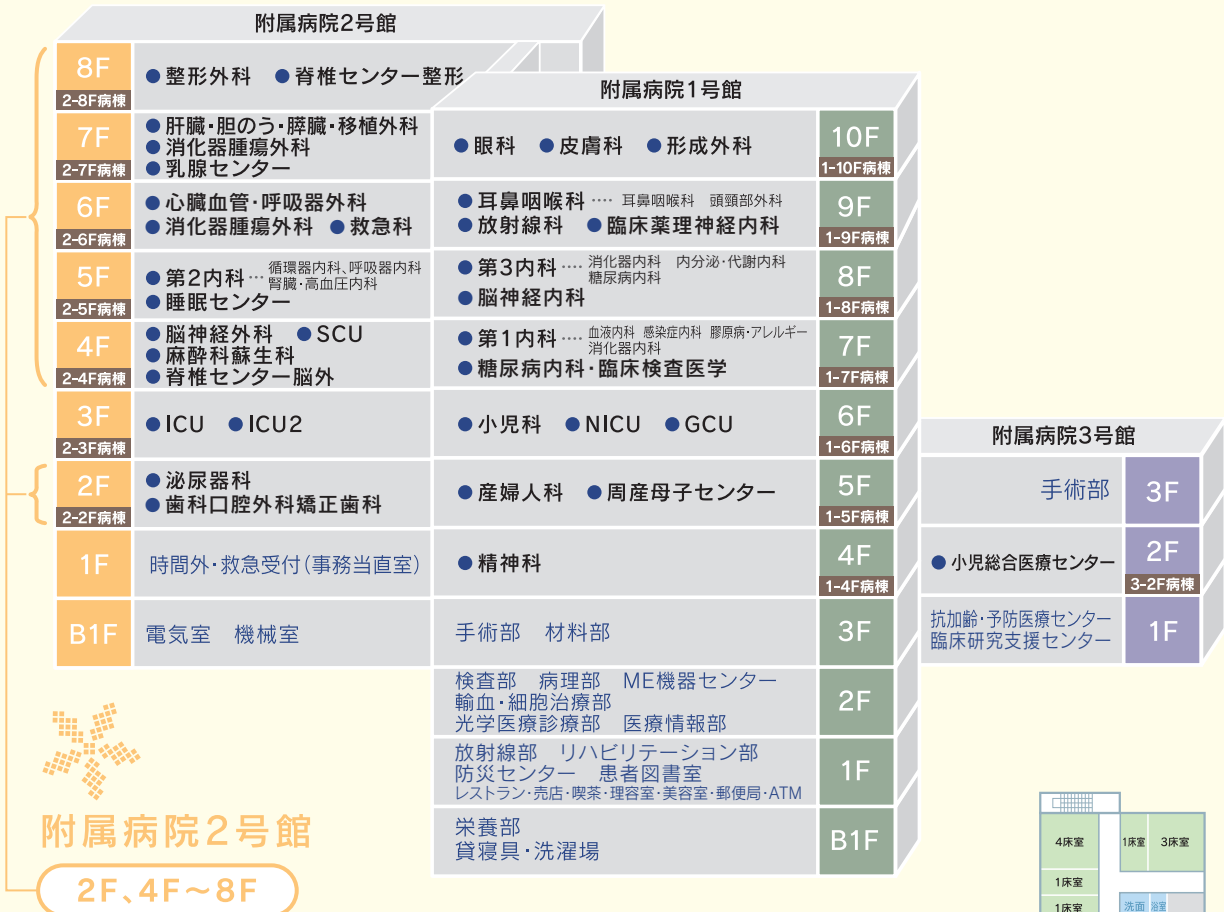 附属病院2号館
8F
2-8F病棟
●整形外科 ●脊椎センター整形
7F
2-7F病棟
●肝臓・胆のう・膵臓・移植外科
●消化器腫瘍外科
●乳腺センター
6F
2-6F病棟
●心臓血管・呼吸器外科
●消化器腫瘍外科 ●救急科
5F
2-5F病棟
●第2内科…循環器内科、呼吸器内科
腎臓・高血圧内科
●睡眠センター
4F
2-4F病棟
●脳神経外科 ●SCU
●麻酔科蘇生科
●脊椎センター脳外
3F
2-3F病棟
●ICU ●ICU2
2F
2-2F病棟
●泌尿器科
●歯科口腔外科矯正歯科
1F
時間外・救急受付(事務当直室)
B1F
電気室 機械室
附属病院1号館
●眼科 ●皮膚科 ●形成外科
10F
1-10F病棟
●耳鼻咽喉科…・耳鼻咽喉科 頭頸部外科
●放射線科 ●臨床薬理神経内科
9F
1-9F病棟
●第3内科…・消化器内科 内分泌・代謝内科
糖尿病内科
●脳神経内科
8F
1-8F病棟
●第1内科…・血液内科 感染症内科 膠原病・アレルギー
消化器内科
●糖尿病内科・臨床検査医学
7F
1-7F病棟
●小児科 ●NICU ●GCU
6F
1-6F病棟
●産婦人科 ●周産母子センター
5F
1-5F病棟
●精神科
4F
1-4F病棟
手術部 材料部
3F
検査部 病理部 ME機器センター
輸血・細胞治療部
光学医療診療部 医療情報部
2F
放射線部 リハビリテーション部
防災センター 患者図書室
レストラン・売店・喫茶・理容室・美容室・郵便局・ATM
1F
栄養部
貸寝具・洗濯場
B1F
附属病院3号館
手術部
3F
●小児総合医療センター
2F
3-2F病棟
抗加齢・予防医療センター
臨床研究支援センター
1F
附属病院2号館
2F、4F〜8F
4床室
1床室
3床室
1床室
1床室
洗面
浴室